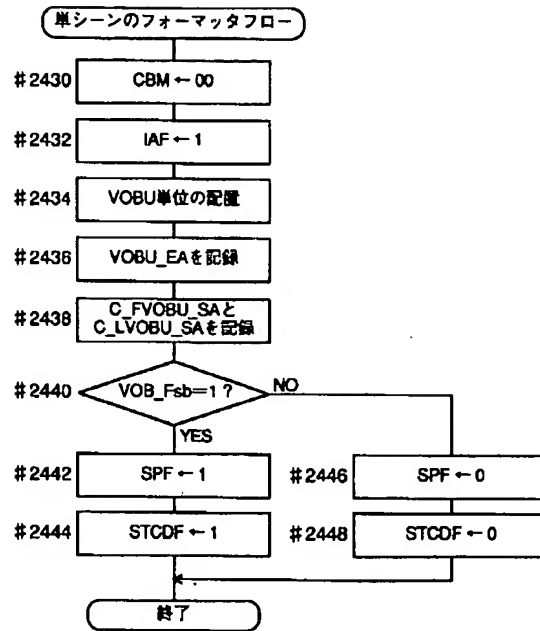 単シーンのフォーマッタフロー
#2430
CBM ← 00
#2432
IAF ← 1
#2434
VOBU単位の配置
#2436
VOBU_EAを記録
#2438
C_FVOBU_SAと
C_LVOBU_SAを記録
#2440
VOB_Fsb=1?
NO
YES
#2442
SPF ← 1
#2446
SPF ← 0
#2444
STCDF ← 1
#2448
STCDF ← 0
終了